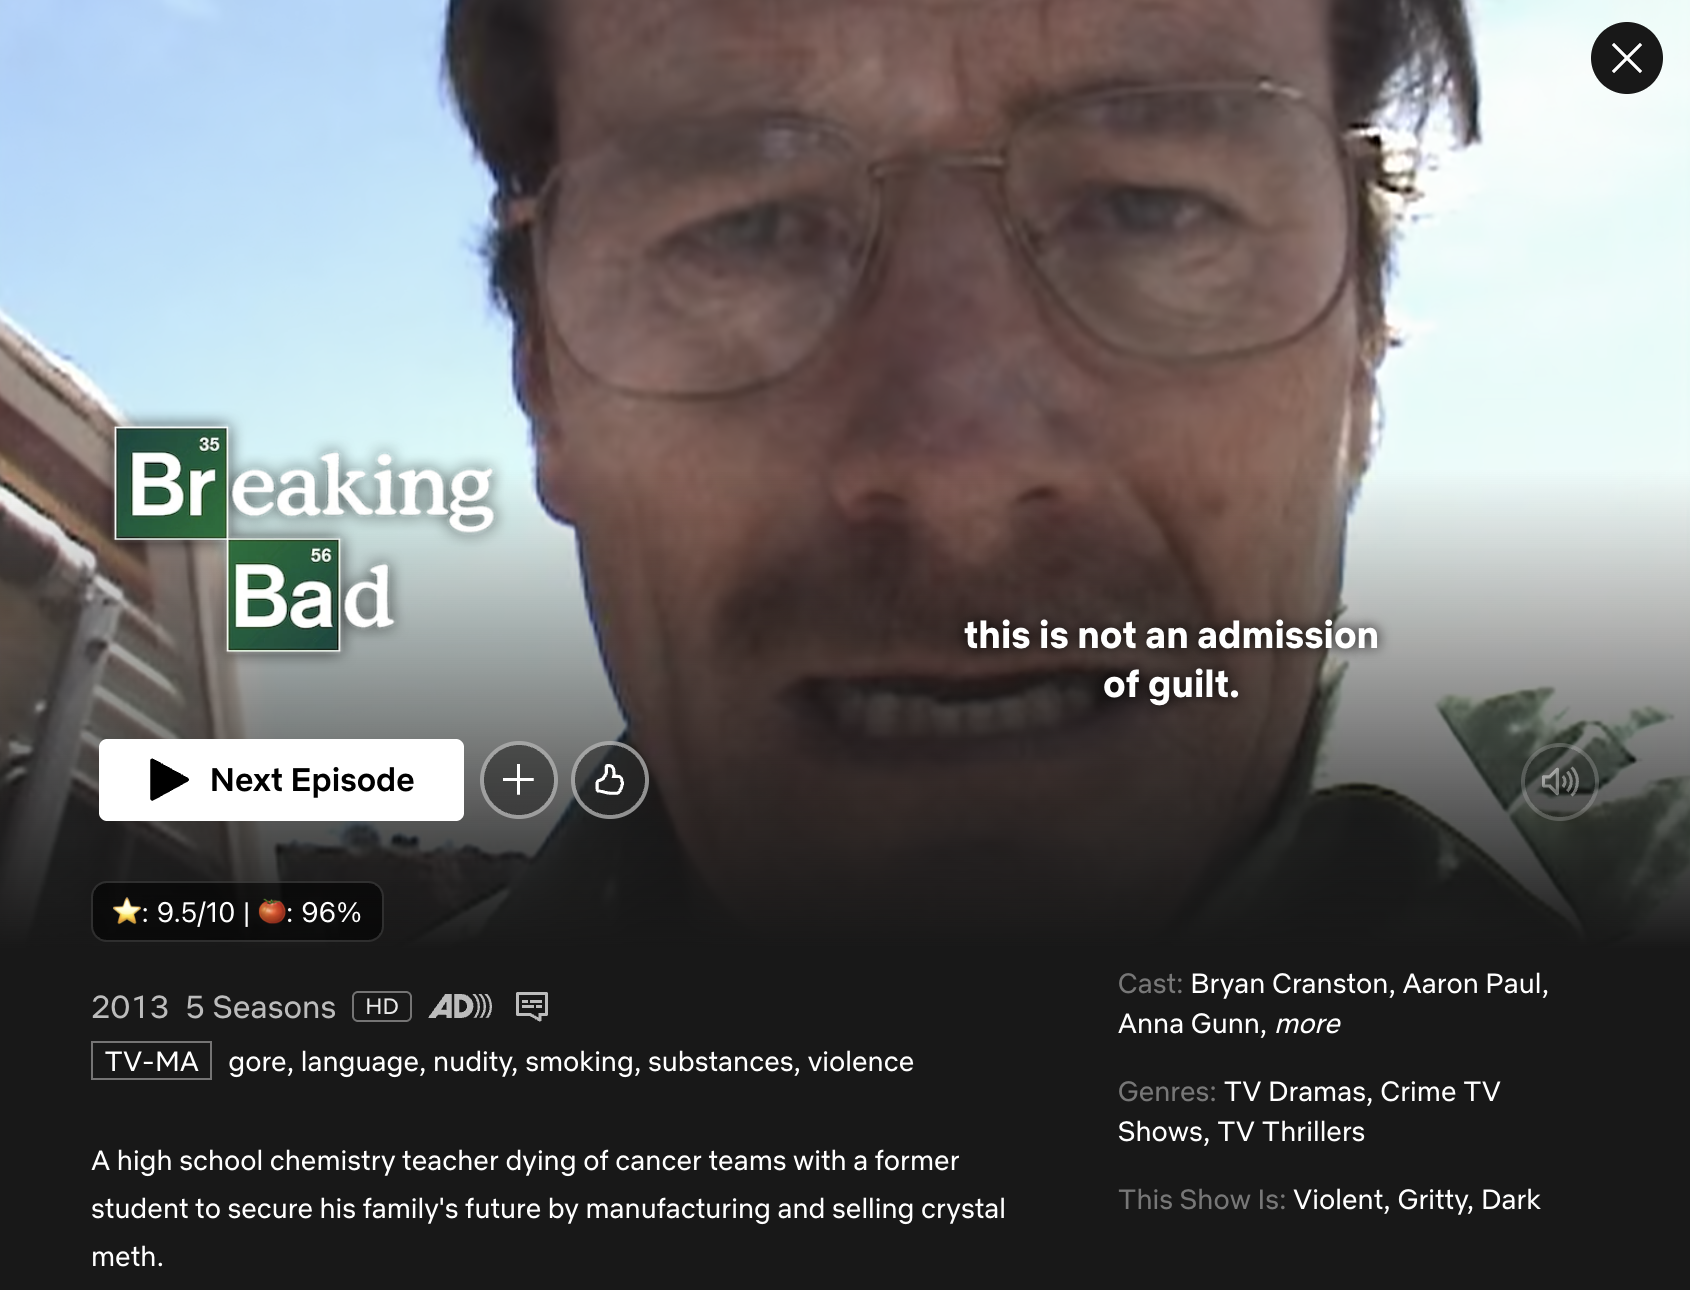 35
Breaking
56
Bad
this is not an admission
of guilt.
Next Episode
⭐: 9.5/10 | 🍅: 96%
2013 5 Seasons HD AD)))
TV-MA gore, language, nudity, smoking, substances, violence
A high school chemistry teacher dying of cancer teams with a former
student to secure his family's future by manufacturing and selling crystal
meth.
Cast: Bryan Cranston, Aaron Paul,
Anna Gunn, more
Genres: TV Dramas, Crime TV
Shows, TV Thrillers
This Show Is: Violent, Gritty, Dark